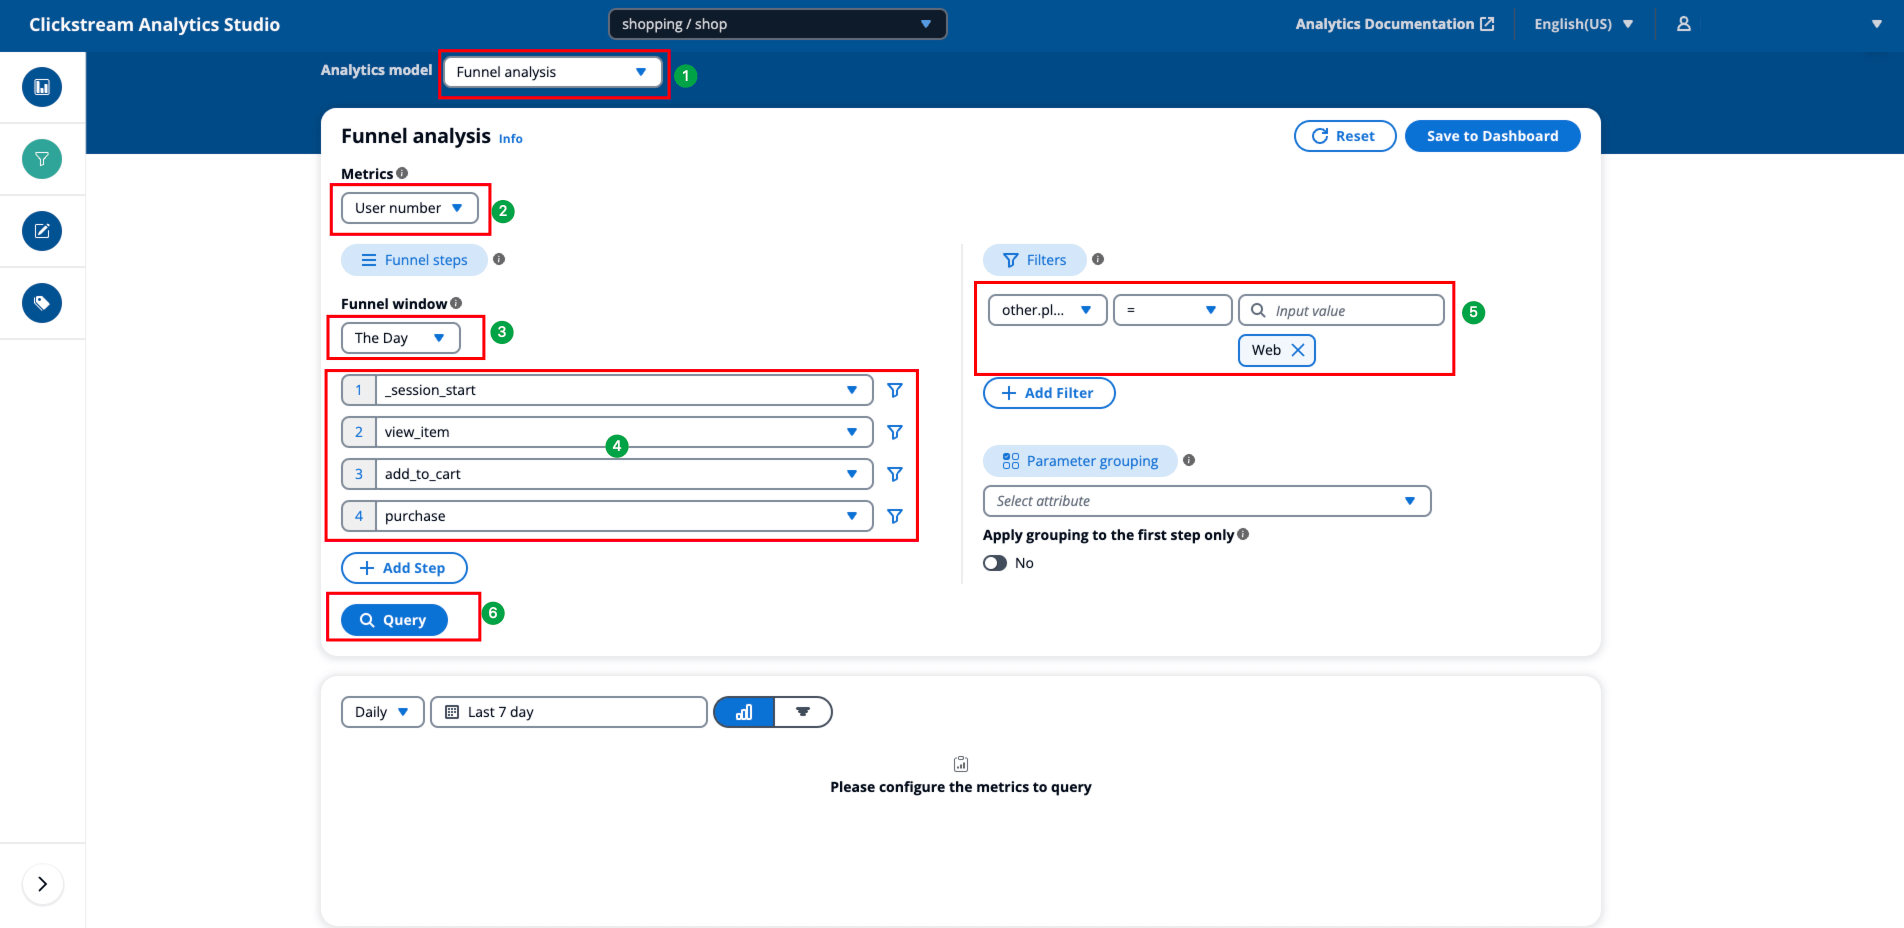 Clickstream Analytics Studio
shopping / shop
Analytics Documentation
English(US)
Analytics model
Funnel analysis
1
Funnel analysis Info
Reset
Save to Dashboard
Metrics
User number
2
Funnel steps
Filters
Funnel window
The Day
3
other.pl...
=
Input value
5
Web
1 _session_start
2 view_item
4
3 add_to_cart
4 purchase
Add Filter
Parameter grouping
Select attribute
Apply grouping to the first step only
No
Add Step
Query
6
Daily
Last 7 day
Please configure the metrics to query